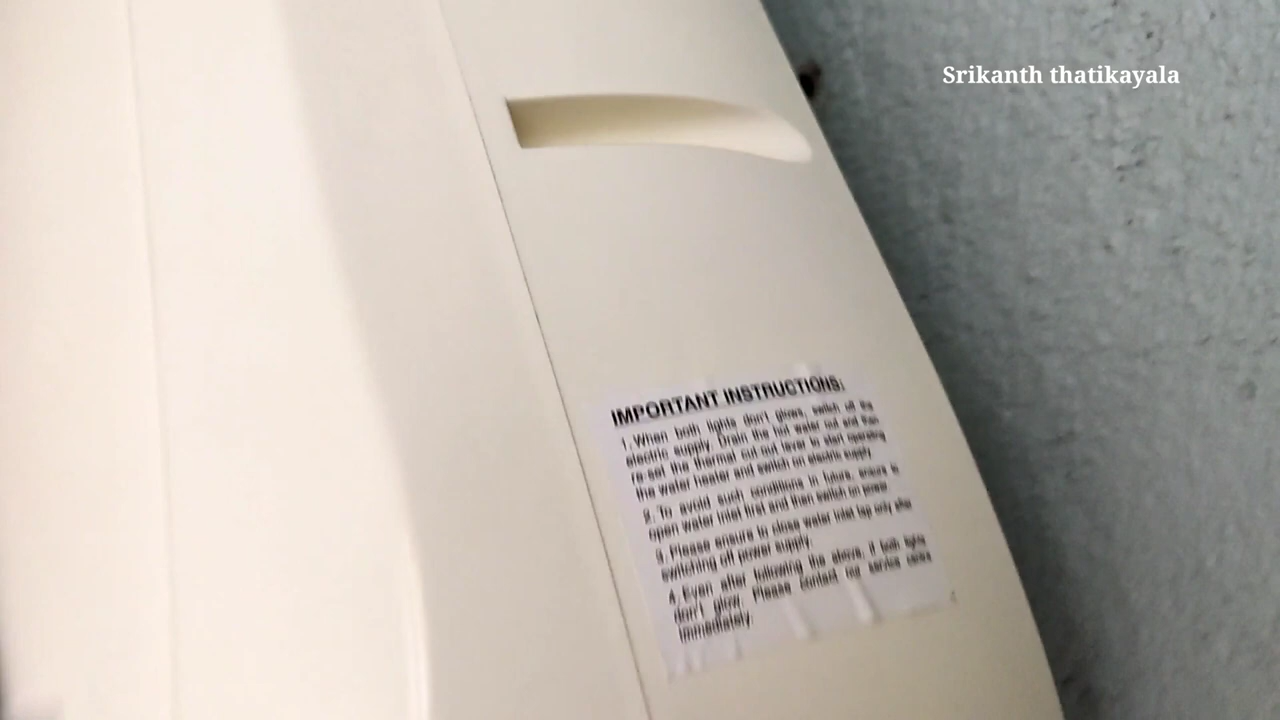 Srikanth thatikayala
IMPORTANT INSTRUCTIONS:
1. When both lights don't glows, switch off the
electric supply. Drain the hot water out and then
re-set the thermal cut out lever to start operating
the water heater and switch on electric supply
2. To avoid such conditions in future, ensure to
open water inlet first and then switch on power
3. Please ensure to close water inlet tap only after
switching off power supply.
4. Even after following the above, if both lights
don't glow. Please contact the service
immediately